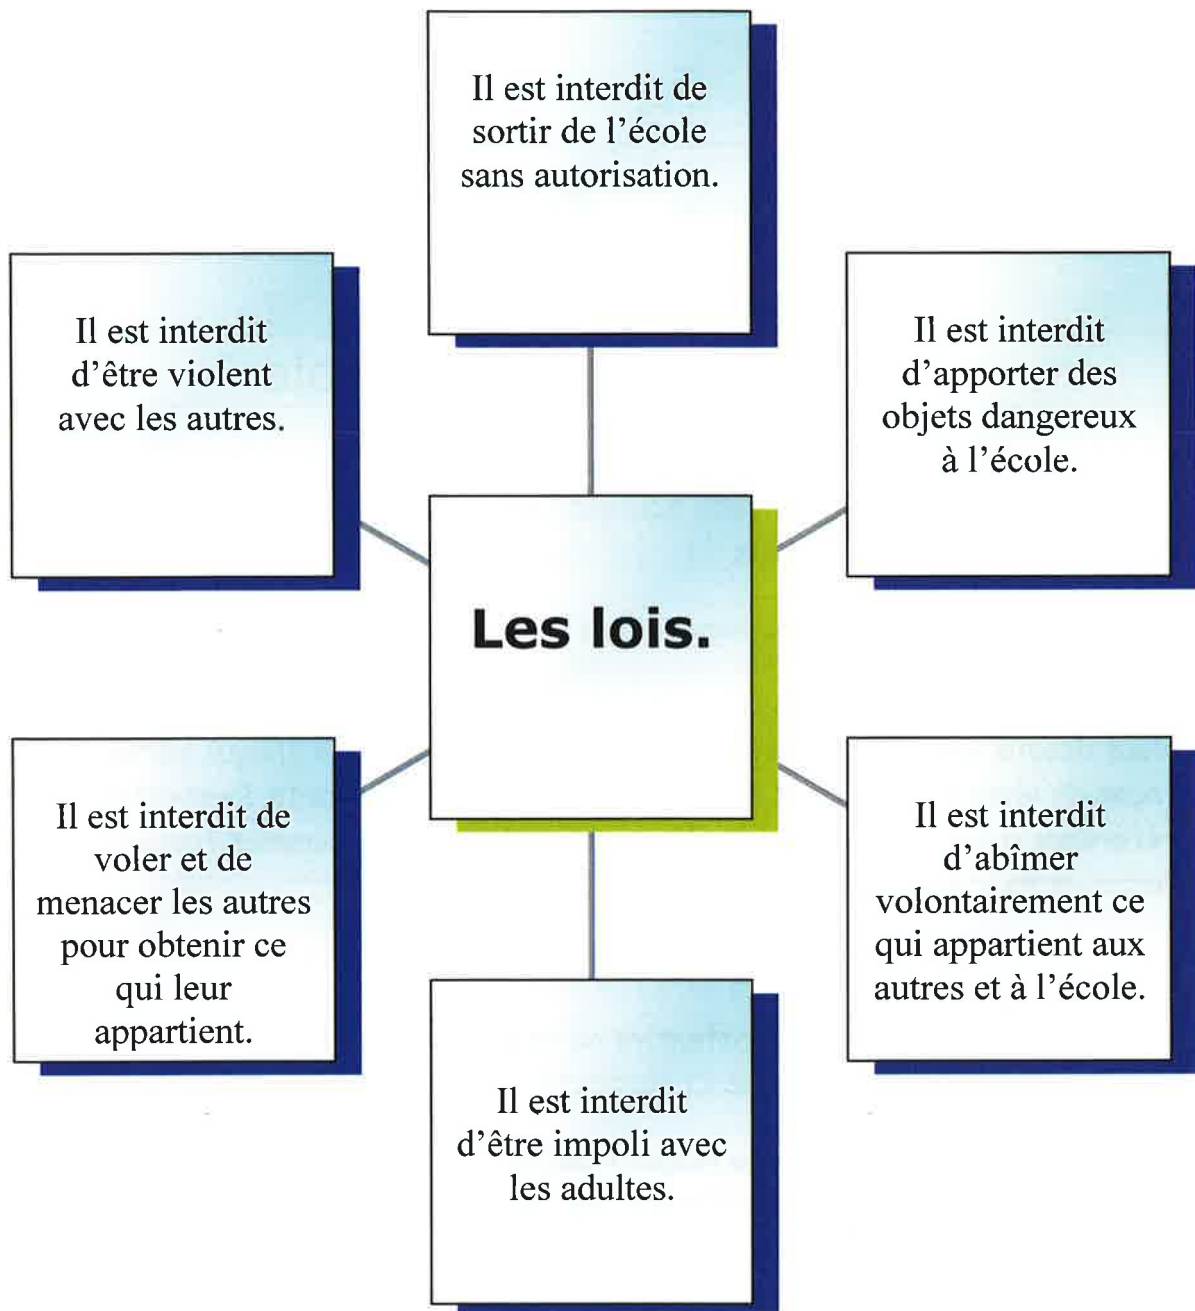 Il est interdit de
sortir de l'école
sans autorisation.
Il est interdit
d'être violent
avec les autres.
Il est interdit
d'apporter des
objets dangereux
à l'école.
Les lois.
Il est interdit de
voler et de
menacer les autres
pour obtenir ce
qui leur
appartient.
Il est interdit
d'abîmer
volontairement ce
qui appartient aux
autres et à l'école.
Il est interdit
d'être impoli avec
les adultes.